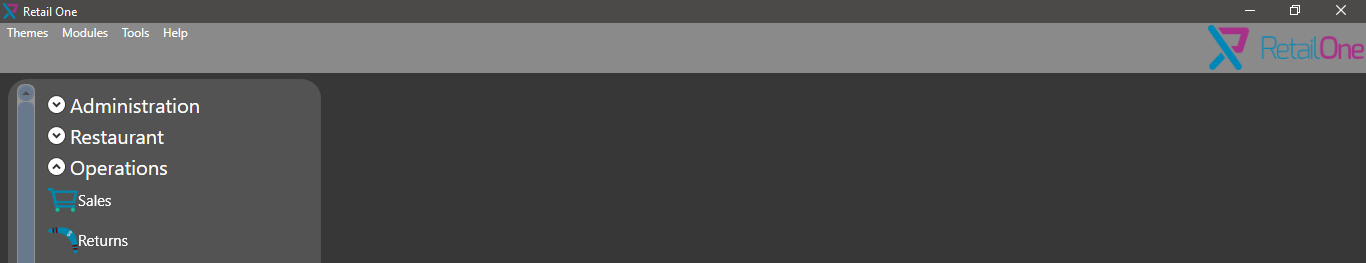 Retail One
Themes Modules Tools Help
RetailOne
Administration
Restaurant
Operations
Sales
Returns